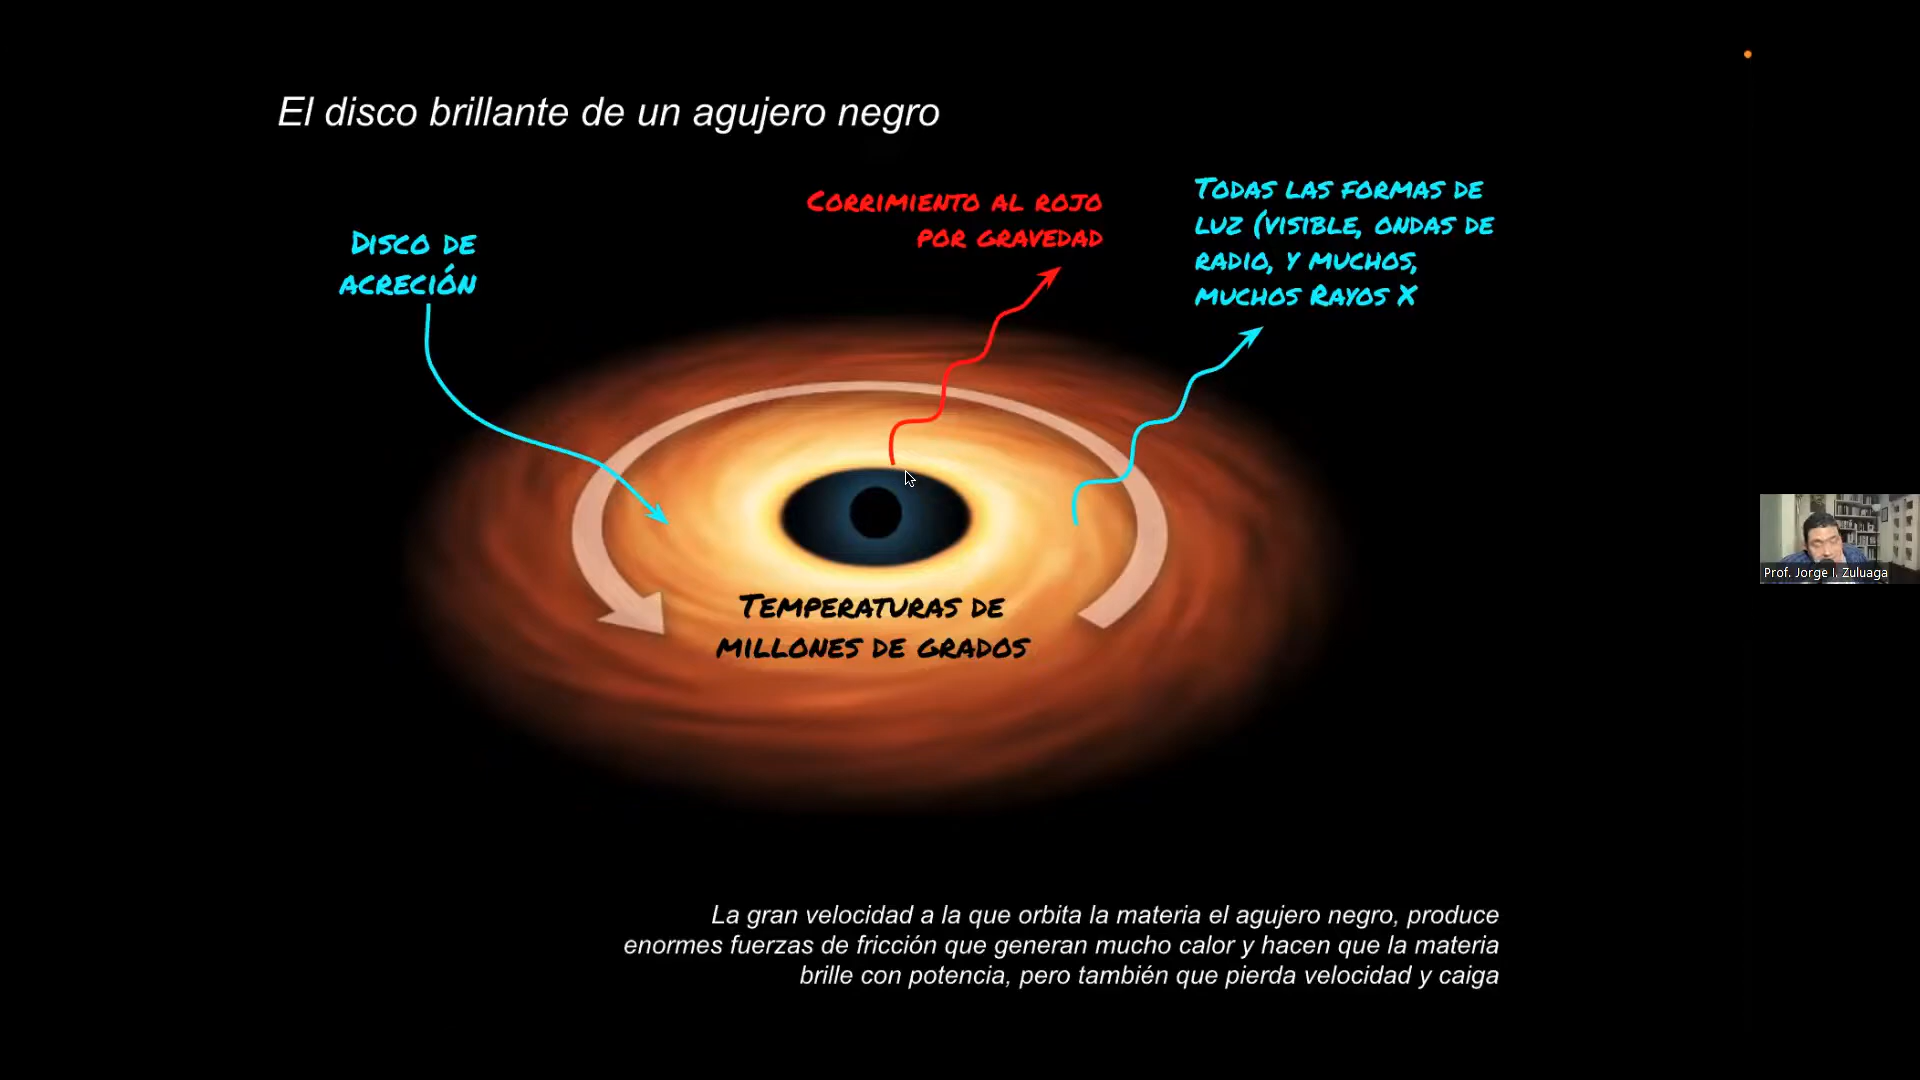 El disco brillante de un agujero negro
Disco de
acreción
Corrimiento al rojo
por gravedad
Todas las formas de
luz (visible, ondas de
radio, y muchos,
muchos Rayos X
Temperaturas de
millones de grados
Prof. Jorge I. Zuluaga
La gran velocidad a la que orbita la materia el agujero negro, produce
enormes fuerzas de fricción que generan mucho calor y hacen que la materia
brille con potencia, pero también que pierda velocidad y caiga